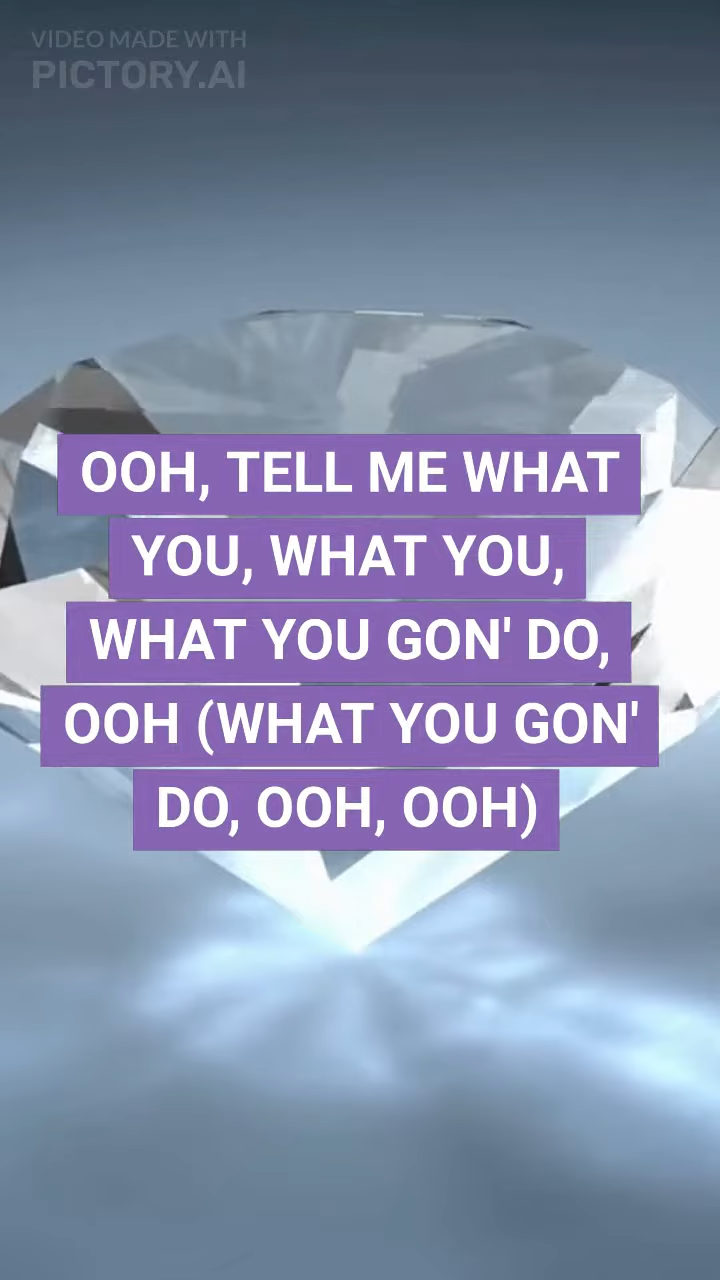 VIDEO MADE WITH
PICTORY.AI
OOH, TELL ME WHAT
YOU, WHAT YOU,
WHAT YOU GON' DO,
OOH (WHAT YOU GON'
DO, OOH, OOH)